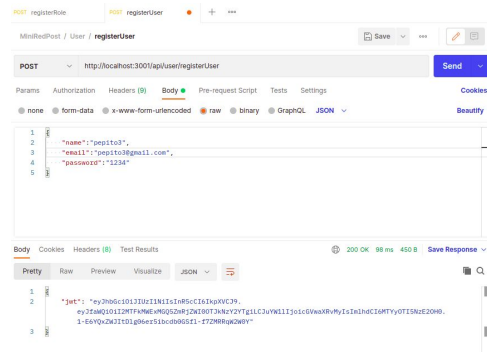 POST registerRole
POST registerUser
MiniRedPost / User / registerUser
Save
POST
http://localhost:3001/api/user/registerUser
Send
Params Authorization Headers (9) Body Pre-request Script Tests Settings Cookies
none form-data x-www-form-urlencoded raw binary GraphQL JSON Beautify
1 {
2 "name":"pepito3",
3 "email":"pepito3@gmail.com",
4 "password":"1234"
5 }
Body Cookies Headers (8) Test Results 200 OK 98 ms 450 B Save Response
Pretty Raw Preview Visualize JSON
1 {
2 "jwt":
3 }